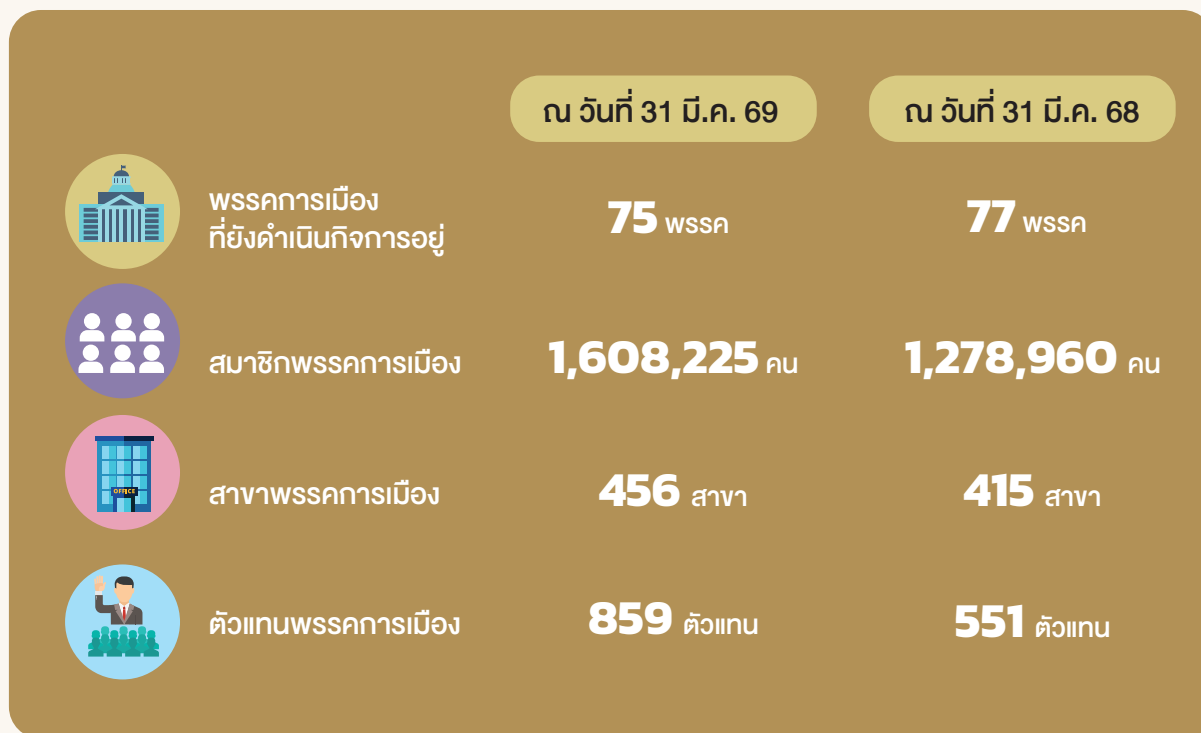 ณ วันที่ 31 มี.ค. 69 ณ วันที่ 31 มี.ค. 68
พรรคการเมือง
ที่ยังดำเนินกิจการอยู่ 75 พรรค 77 พรรค
สมาชิกพรรคการเมือง 1,608,225 คน 1,278,960 คน
OFFICE
สาขาพรรคการเมือง 456 สาขา 415 สาขา
ตัวแทนพรรคการเมือง 859 ตัวแทน 551 ตัวแทน